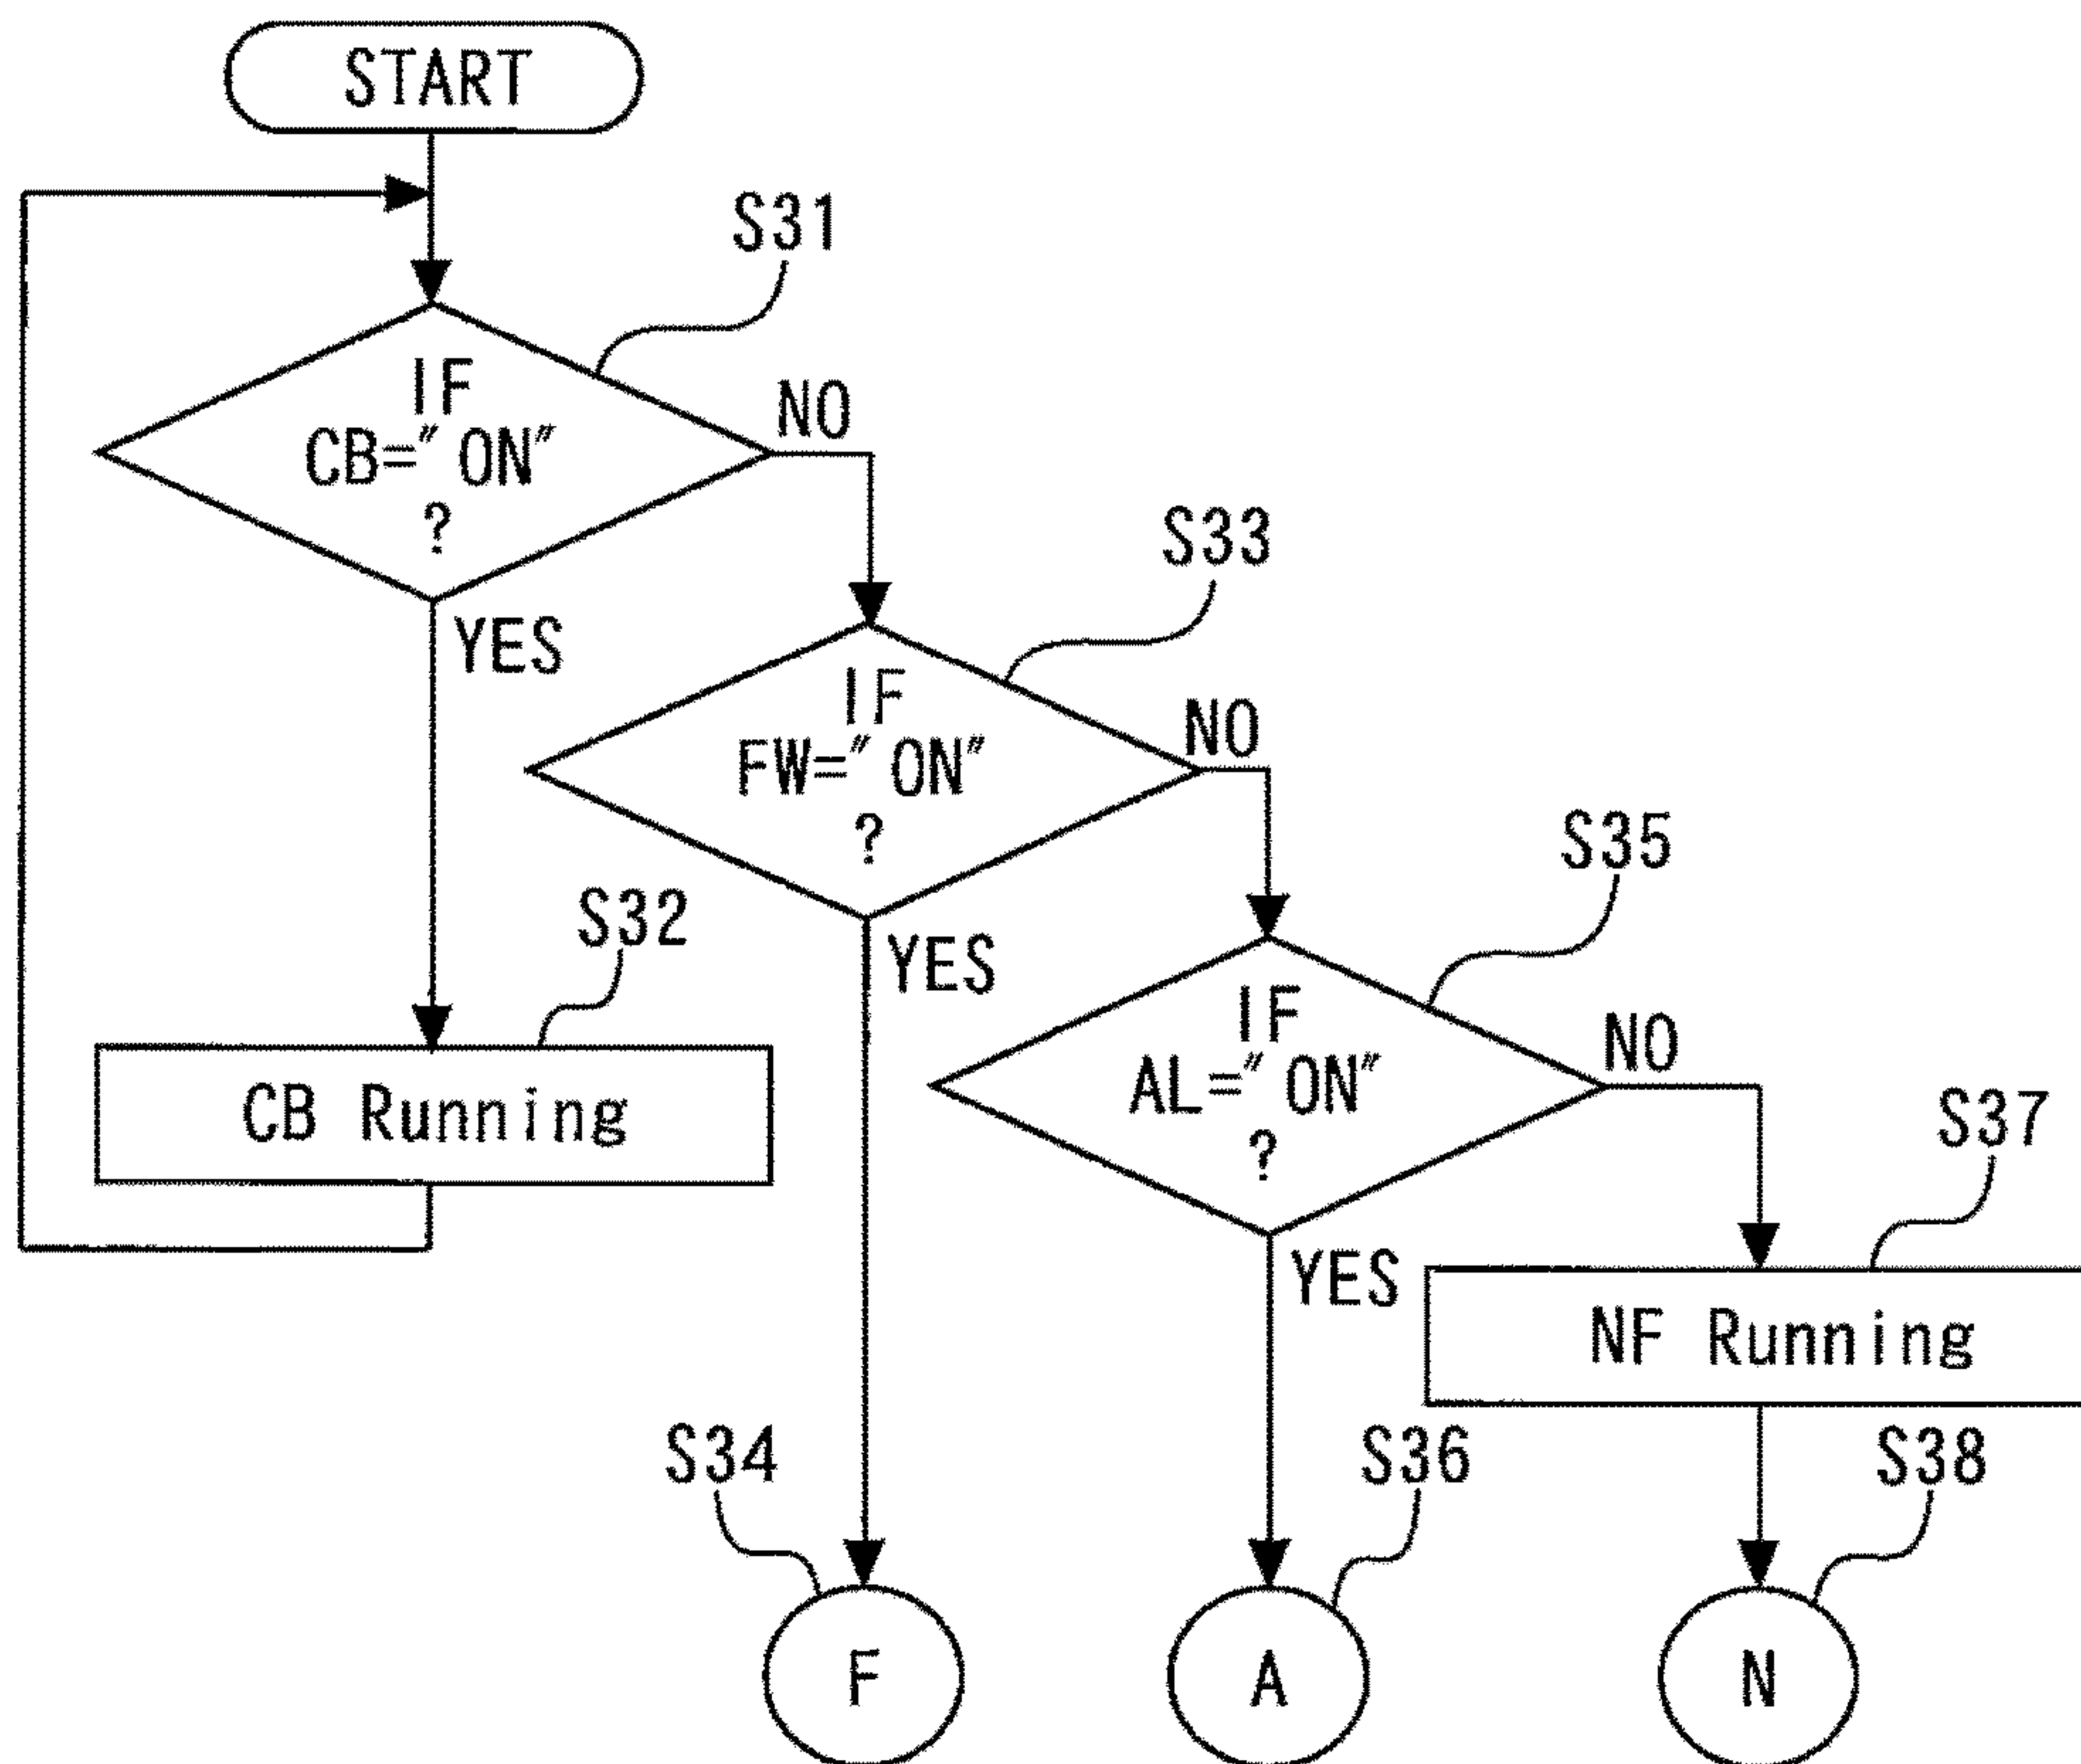 START
S31
IF
CB="ON"
?
NO
YES
S33
IF
FW="ON"
?
NO
YES
S32
CB Running
S35
IF
AL="ON"
?
NO
YES
S37
NF Running
S34
S36
S38
F
A
N